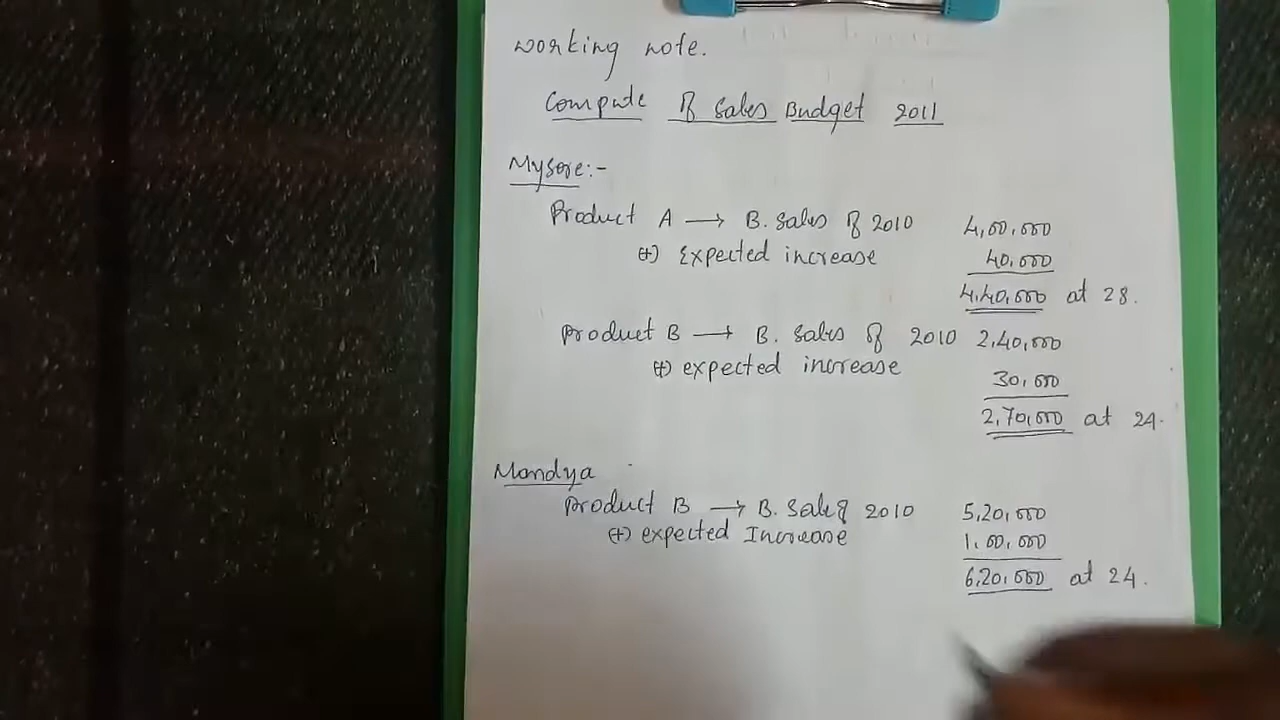 working note.
Compute of Sales Budget 2011
Mysore:-
Product A → B. Sales of 2010 4,00,000
(+) Expected increase 40,000
4,40,000 at 28.
Product B → B. Sales of 2010 2,40,000
(+) expected increase
30,000
2,70,000 at 24.
Mandya
Product B → B. Sale of 2010 5,20,000
(+) expected Increase 1,00,000
6,20,000 at 24.